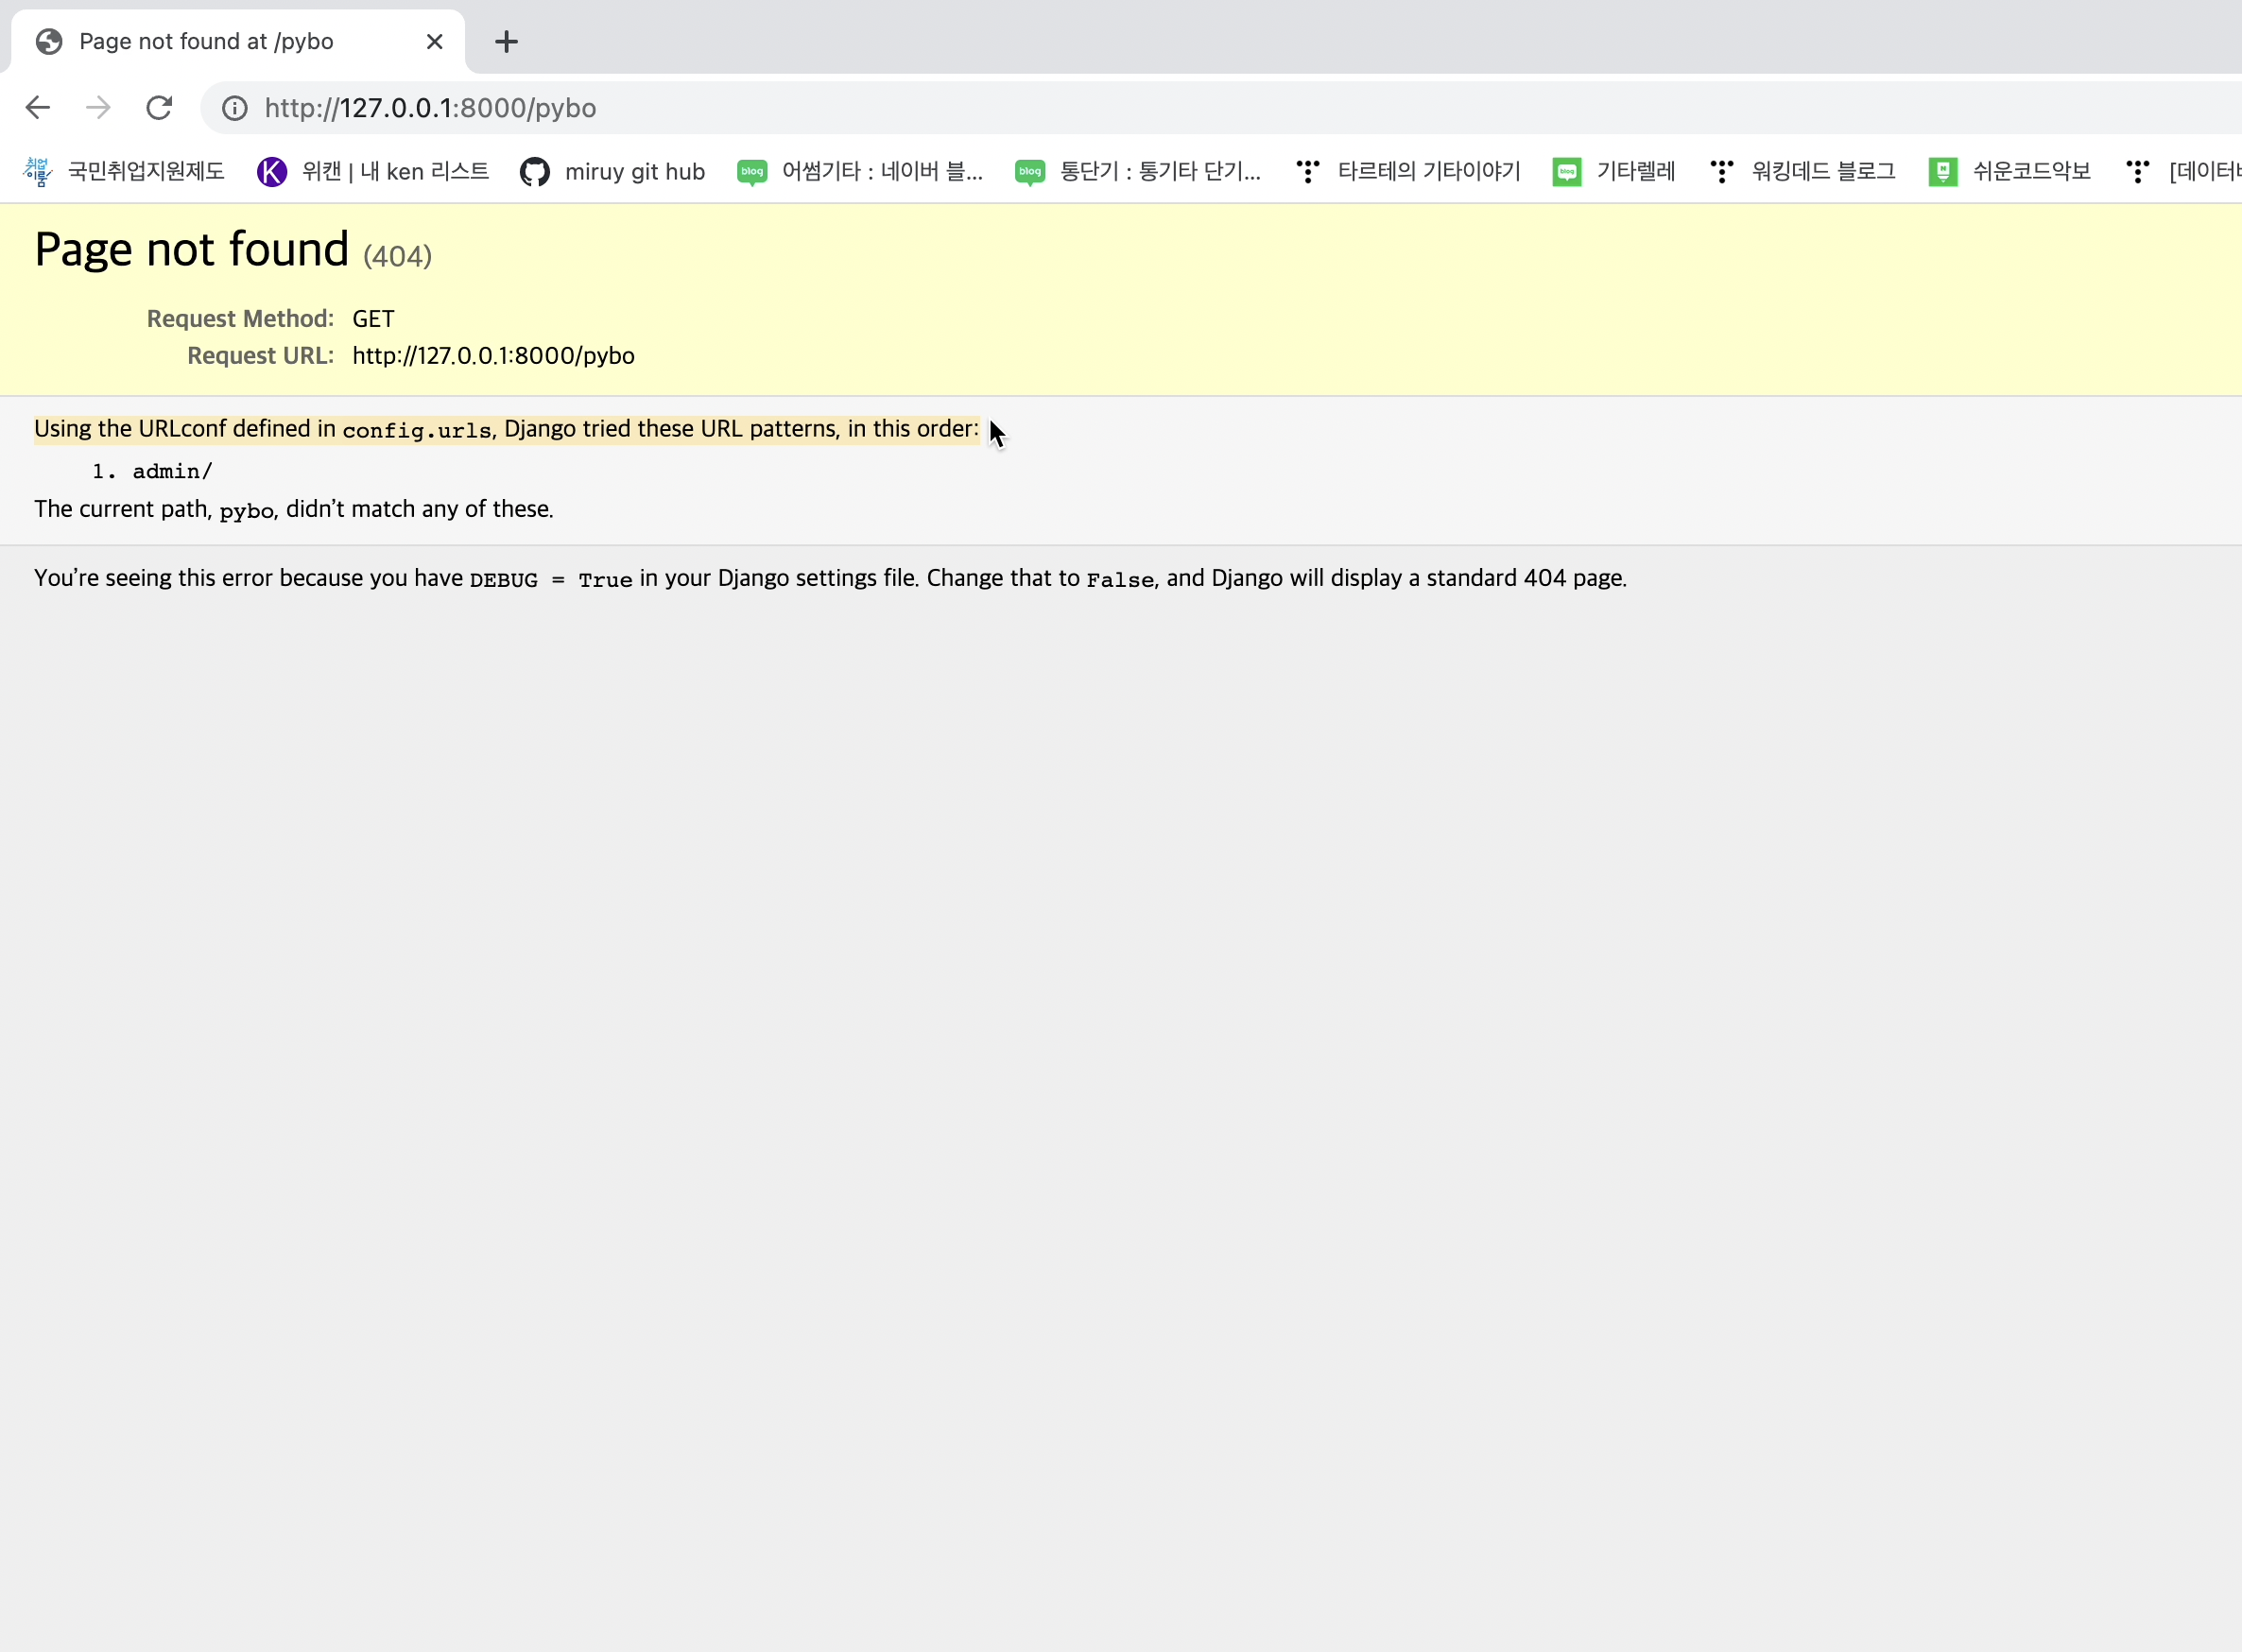 Page not found at /pybo
http://127.0.0.1:8000/pybo
취업이룸 국민취업지원제도 K 위캔 | 내 ken 리스트 miruy git hub blog 어썸기타 : 네이버 블... blog 통단기 : 통기타 단기... 타르테의 기타이야기 blog 기타렐레 워킹데드 블로그 N 쉬운코드악보 [데이터
Page not found (404)
Request Method: GET
Request URL: http://127.0.0.1:8000/pybo
Using the URLconf defined in config.urls, Django tried these URL patterns, in this order:
1. admin/
The current path, pybo, didn't match any of these.
You're seeing this error because you have DEBUG = True in your Django settings file. Change that to False, and Django will display a standard 404 page.